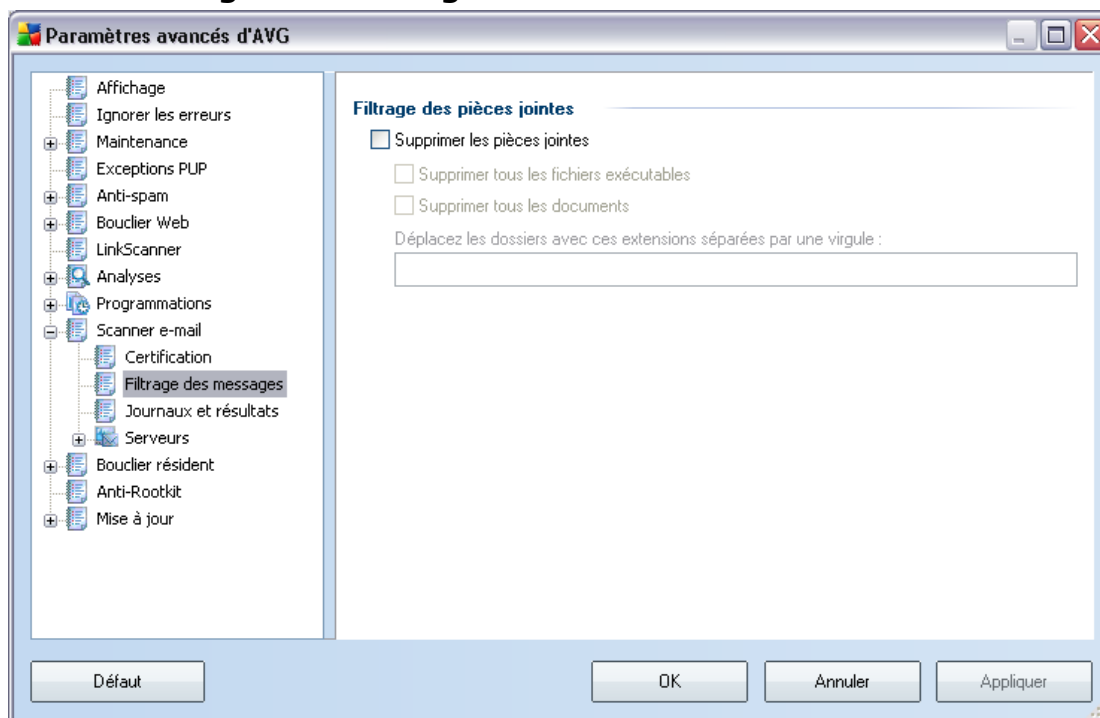 Paramètres avancés d'AVG
Affichage
Ignorer les erreurs
Maintenance
Exceptions PUP
Anti-spam
Bouclier Web
LinkScanner
Analyses
Programmations
Scanner e-mail
Certification
Filtrage des messages
Journaux et résultats
Serveurs
Bouclier résident
Anti-Rootkit
Mise à jour
Filtrage des pièces jointes
Supprimer les pièces jointes
Supprimer tous les fichiers exécutables
Supprimer tous les documents
Déplacez les dossiers avec ces extensions séparées par une virgule :
Défaut
OK
Annuler
Appliquer